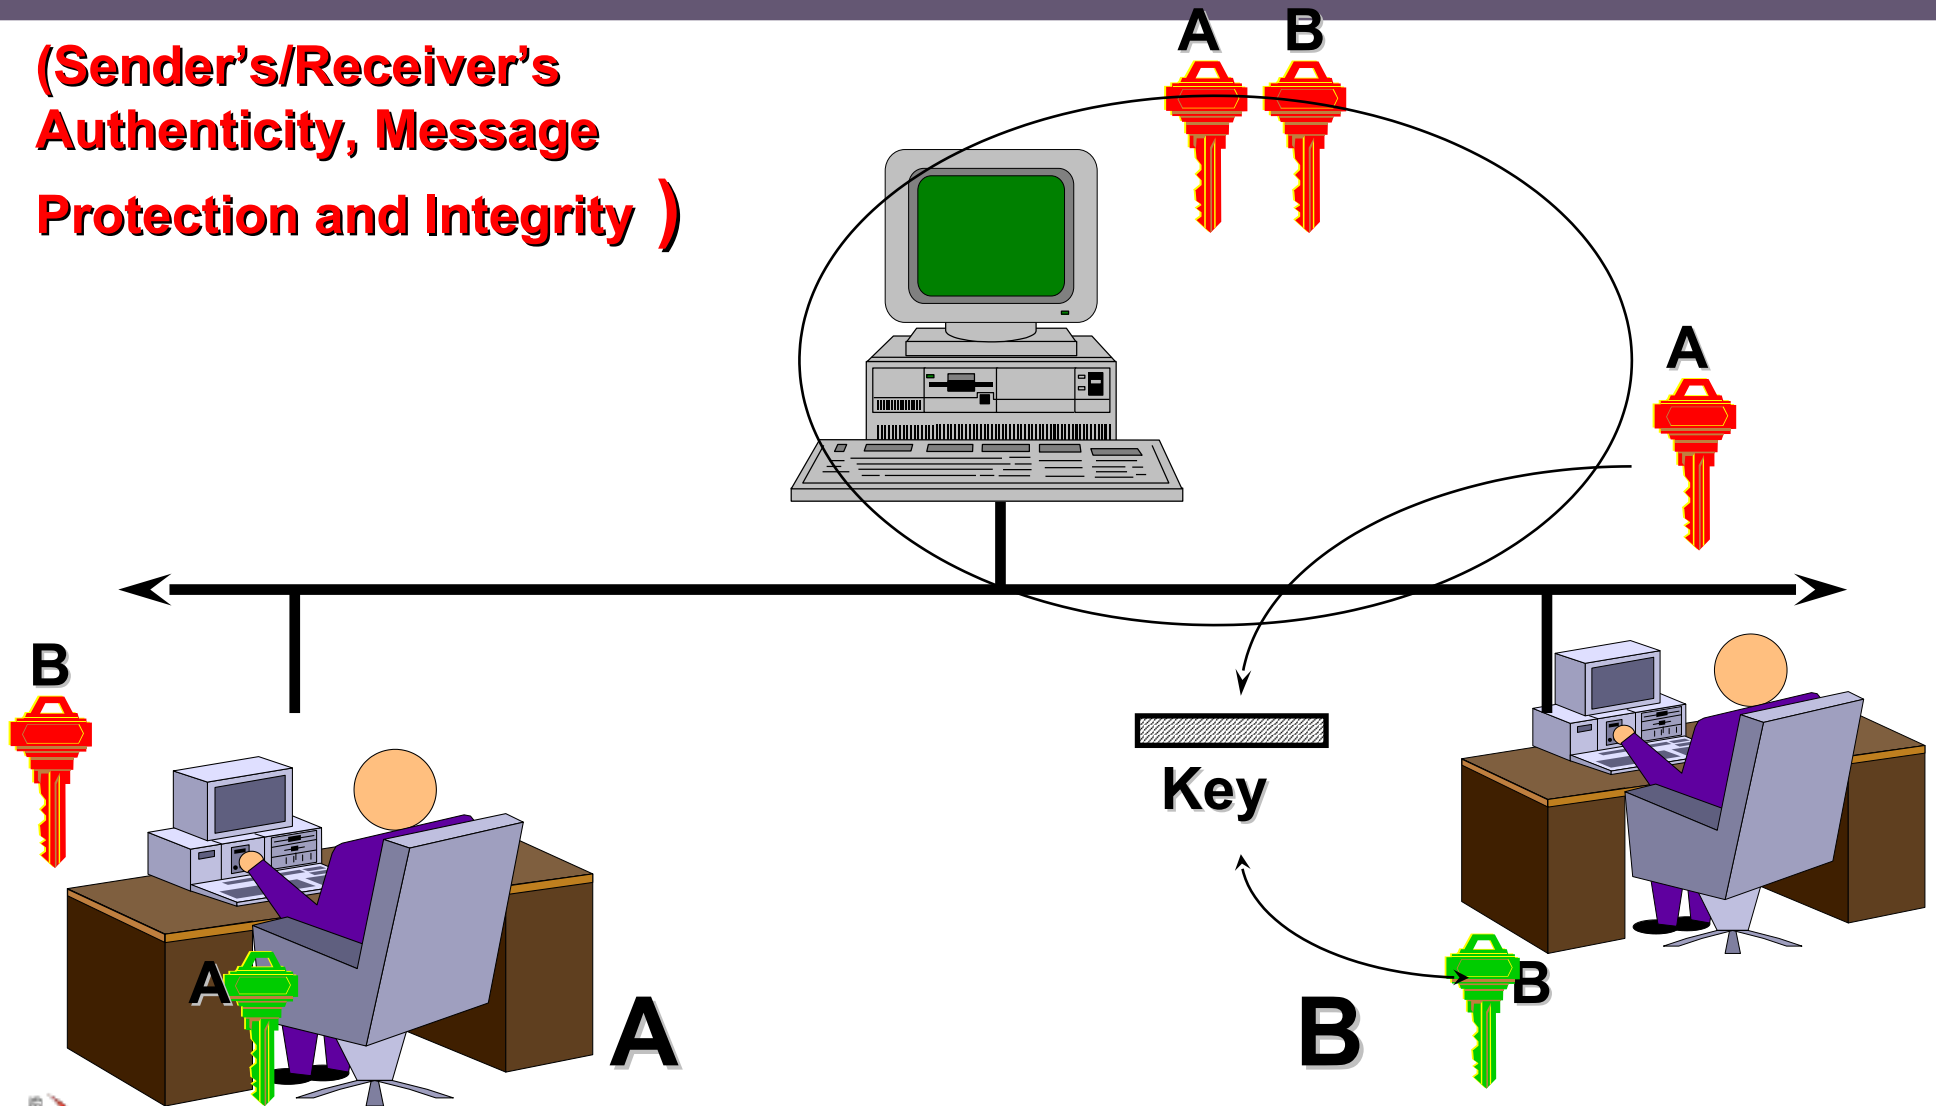 (Sender’s/Receiver’s
Authenticity, Message
Protection and Integrity )
A B
A
B
Key
A
A
B
B